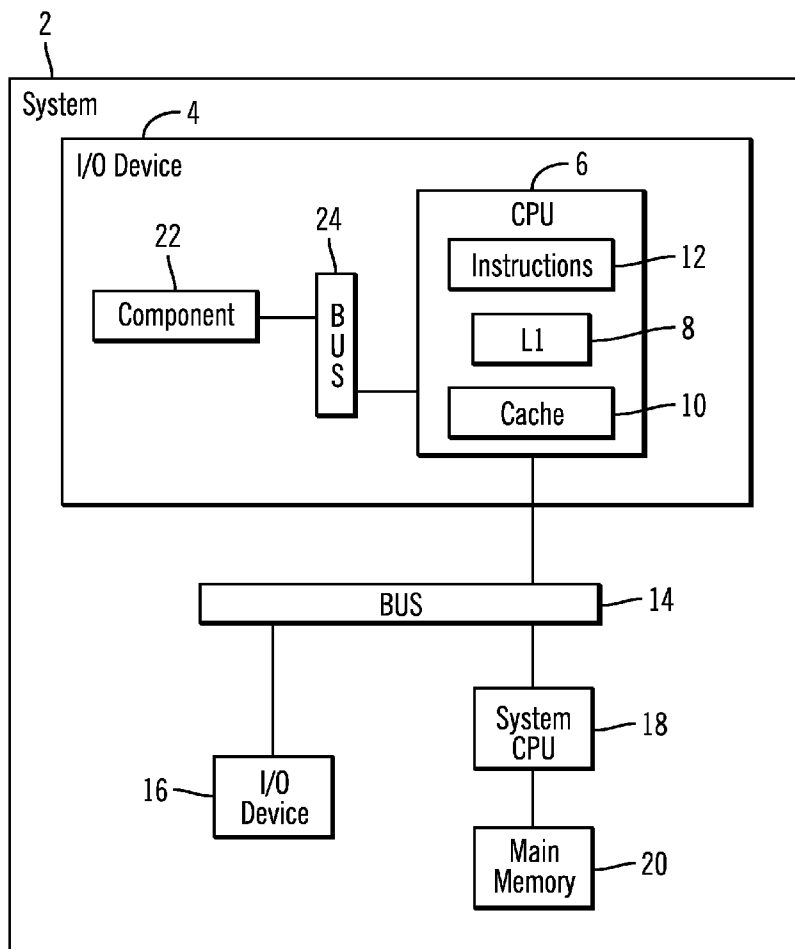 2
System
4
I/O Device
6
CPU
22
24
Instructions
12
Component
BUS
L1
8
Cache
10
BUS
14
System
CPU
18
16
I/O
Device
Main
Memory
20